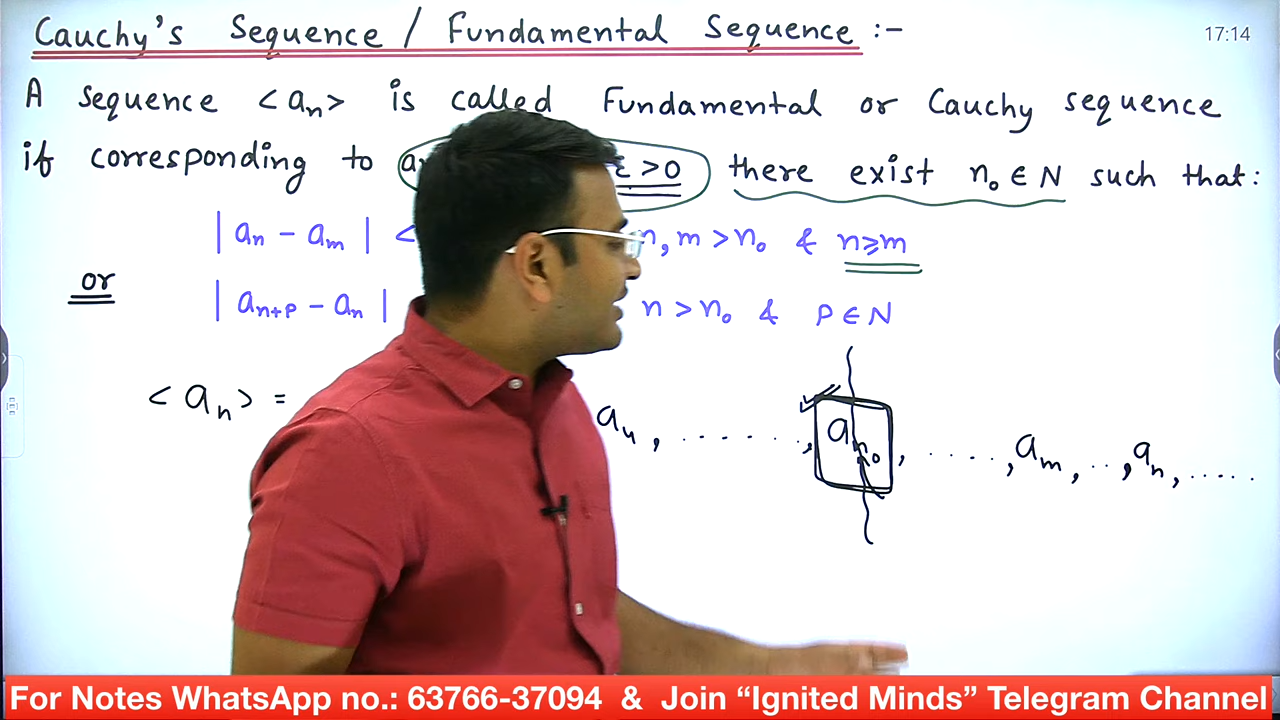 Cauchy's Sequence / Fundamental Sequence :-
17:14
A sequence <aₙ> is called Fundamental or Cauchy sequence
if corresponding to > 0 there exist n₀ ∈ N such that:
| aₙ - aₘ | < n, m > n₀ & n ≥ m
or
| aₙ₊ₚ - aₙ | n > n₀ & P ∈ N
< aₙ > = a₄, ......, aₙ₀, ....., aₘ, .., aₙ, .....
For Notes WhatsApp no.: 63766-37094 & Join “Ignited Minds” Telegram Channel